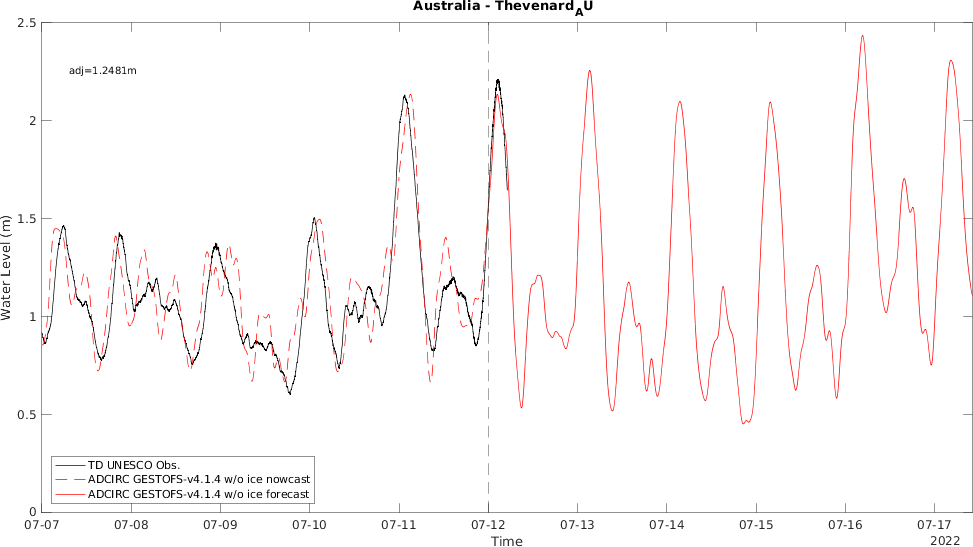 Australia - Thevenard_AU
adj=1.2481m
2.5
2
1.5
1
0.5
0
Water Level (m)
TD UNESCO Obs.
ADCIRC GESTOFS-v4.1.4 w/o ice nowcast
ADCIRC GESTOFS-v4.1.4 w/o ice forecast
07-07 07-08 07-09 07-10 07-11 07-12 07-13 07-14 07-15 07-16 07-17
Time
2022